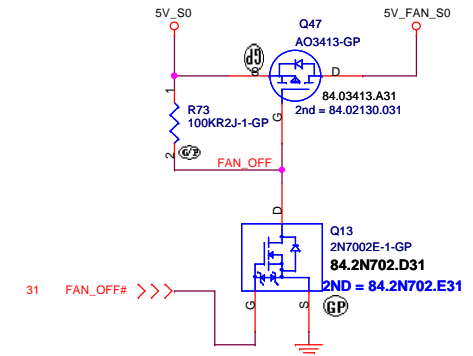 5V_S0
5V_FAN_S0
Q47
AO3413-GP
GP
S
D
84.03413.A31
2nd = 84.02130.031
1
R73
100KR2J-1-GP
G
2
G/P
FAN_OFF
D
Q13
2N7002E-1-GP
84.2N702.D31
2ND = 84.2N702.E31
31
FAN_OFF#
G
S
GP